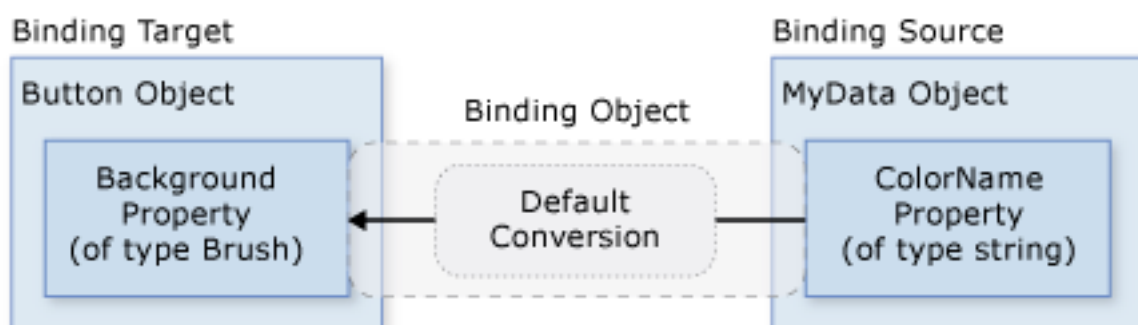 Binding Target
Button Object
Background
Property
(of type Brush)
Binding Object
Default
Conversion
Binding Source
MyData Object
ColorName
Property
(of type string)